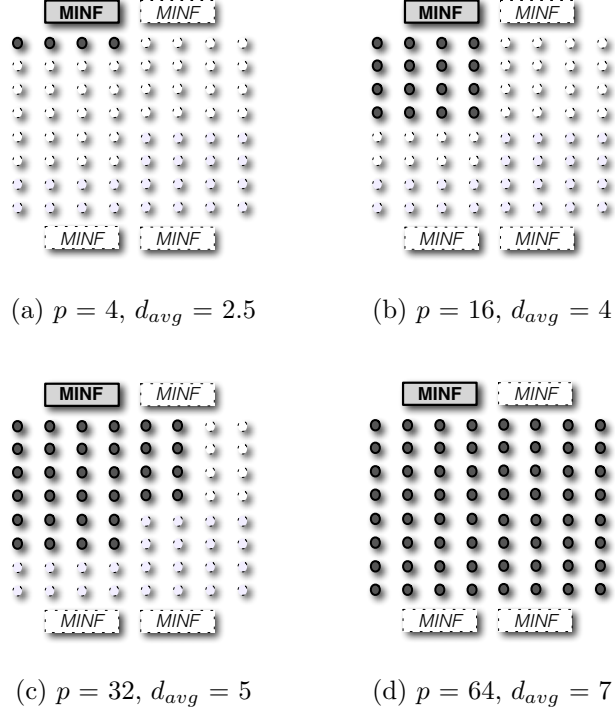 MINF MINF MINF MINF
MINF MINF MINF MINF
(a) p = 4, d_avg = 2.5 (b) p = 16, d_avg = 4
MINF MINF MINF MINF
MINF MINF MINF MINF
(c) p = 32, d_avg = 5 (d) p = 64, d_avg = 7